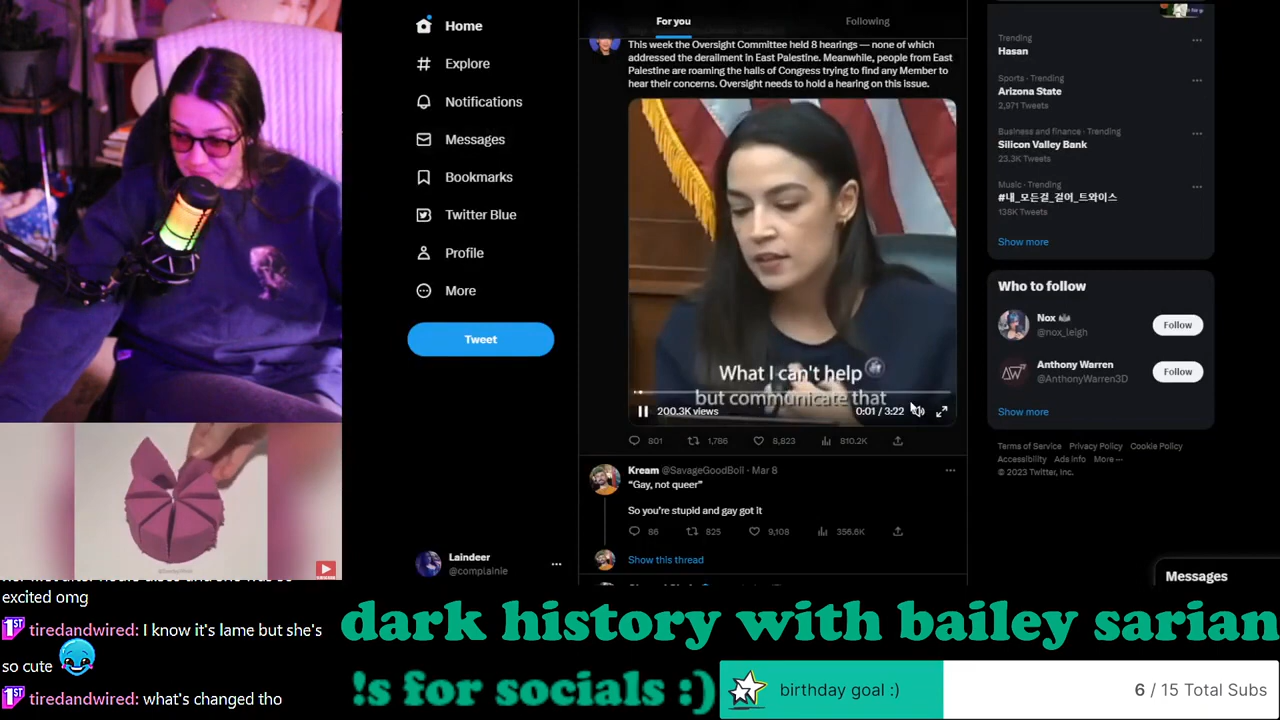 Home
Explore
Notifications
Messages
Bookmarks
Twitter Blue
Profile
More
Tweet
Laindeer
@complainie
For you
Following
This week the Oversight Committee held 8 hearings — none of which
addressed the derailment in East Palestine. Meanwhile, people from East
Palestine are roaming the halls of Congress trying to find any Member to
hear their concerns. Oversight needs to hold a hearing on this issue.
What I can't help
but communicate that
200.3K views
0:01 / 3:22
801
1,786
8,823
810.2K
Kream @SavageGoodBoii · Mar 8
“Gay, not queer”
So you're stupid and gay got it
86
825
9,108
356.8K
Show this thread
Trending
Hasan
Sports · Trending
Arizona State
2,971 Tweets
Business and finance · Trending
Silicon Valley Bank
23.3K Tweets
Music · Trending
#내_모든걸_걸어_트와이스
138K Tweets
Show more
Who to follow
Nox
@nox_leigh
Follow
Anthony Warren
@AnthonyWarren3D
Follow
Show more
Terms of Service Privacy Policy Cookie Policy
Accessibility Ads info More ···
© 2023 Twitter, Inc.
Messages
excited omg
1ST tiredandwired: I know it's lame but she's
so cute
1ST tiredandwired: what's changed tho
dark history with bailey sarian
!s for socials :)
birthday goal :)
6 / 15 Total Subs